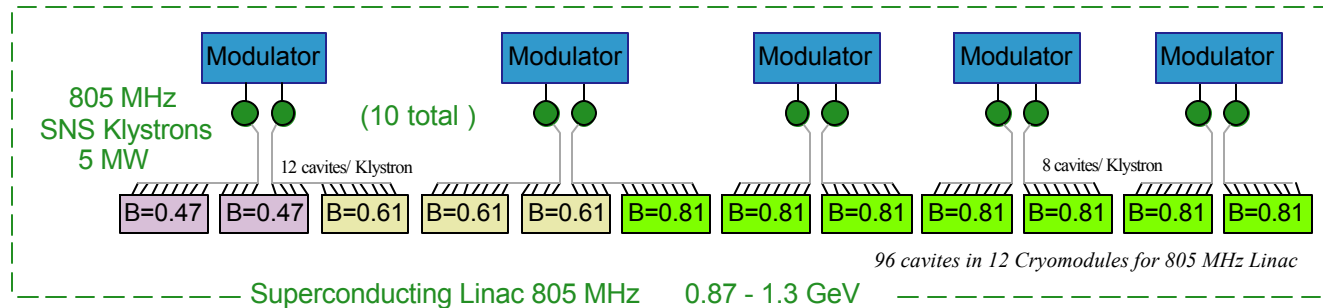 Modulator
Modulator
Modulator
Modulator
Modulator
805 MHz
SNS Klystrons
5 MW
(10 total )
12 cavites/ Klystron
8 cavites/ Klystron
B=0.47
B=0.47
B=0.61
B=0.61
B=0.61
B=0.81
B=0.81
B=0.81
B=0.81
B=0.81
B=0.81
B=0.81
96 cavites in 12 Cryomodules for 805 MHz Linac
Superconducting Linac 805 MHz 0.87 - 1.3 GeV